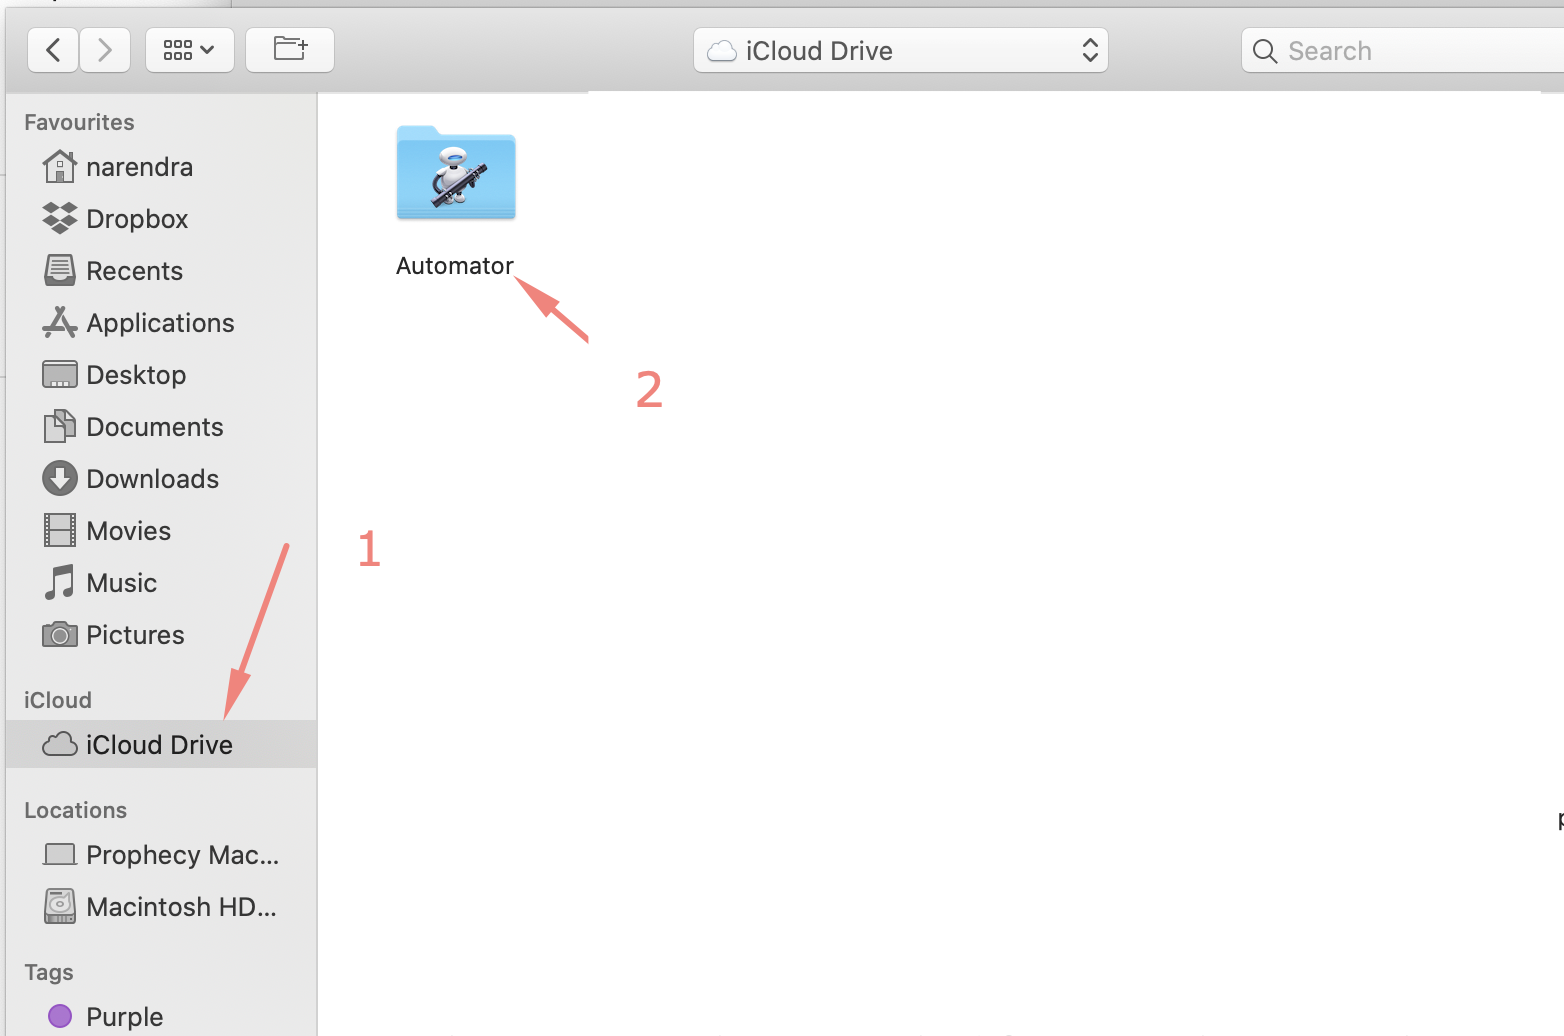 iCloud Drive
Search
Favourites
narendra
Dropbox
Recents
Applications
Desktop
Documents
Downloads
Movies
Music
Pictures
iCloud
iCloud Drive
Locations
Prophecy Mac...
Macintosh HD...
Tags
Purple
Automator
2
1